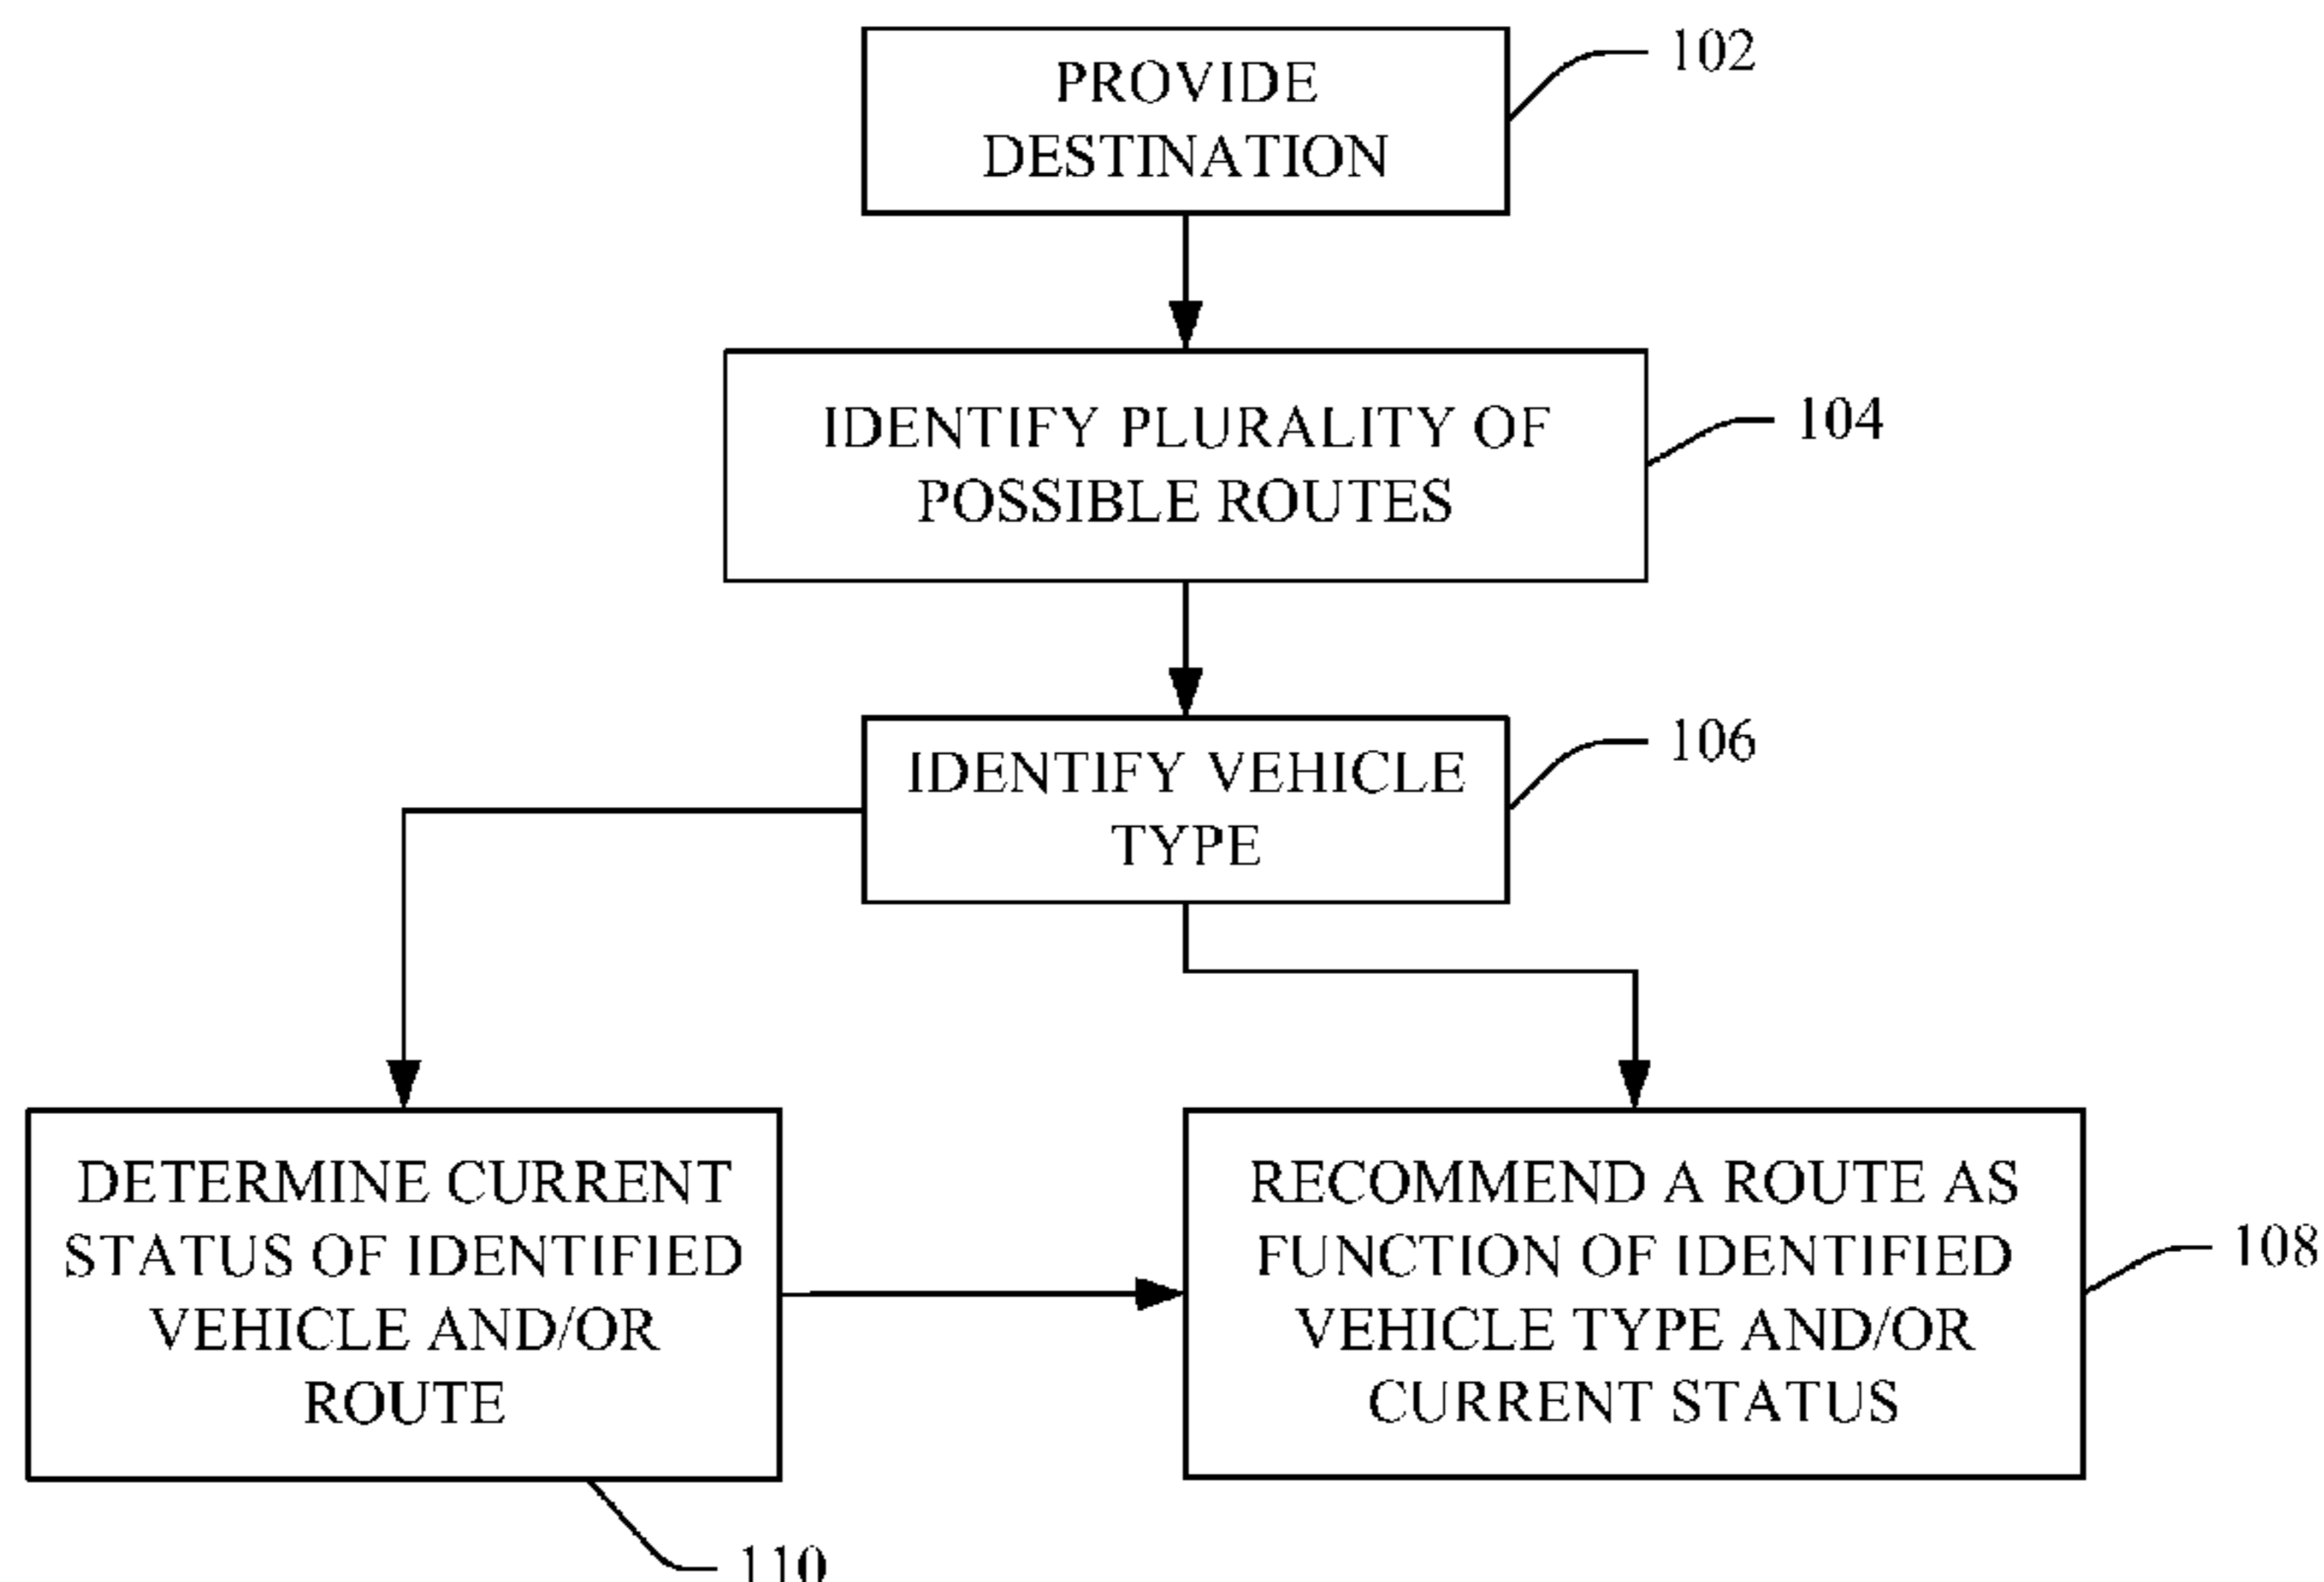 PROVIDE
DESTINATION
102
IDENTIFY PLURALITY OF
POSSIBLE ROUTES
104
IDENTIFY VEHICLE
TYPE
106
DETERMINE CURRENT
STATUS OF IDENTIFIED
VEHICLE AND/OR
ROUTE
110
RECOMMEND A ROUTE AS
FUNCTION OF IDENTIFIED
VEHICLE TYPE AND/OR
CURRENT STATUS
108